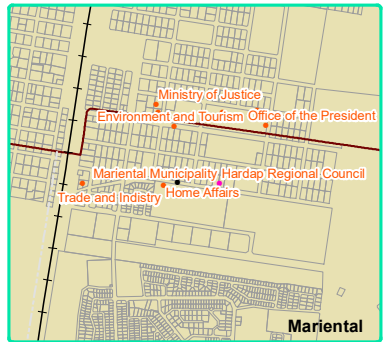 Ministry of Justice
Environment and Tourism
Office of the President
Mariental Municipality
Hardap Regional Council
Trade and Indistry
Home Affairs
Mariental